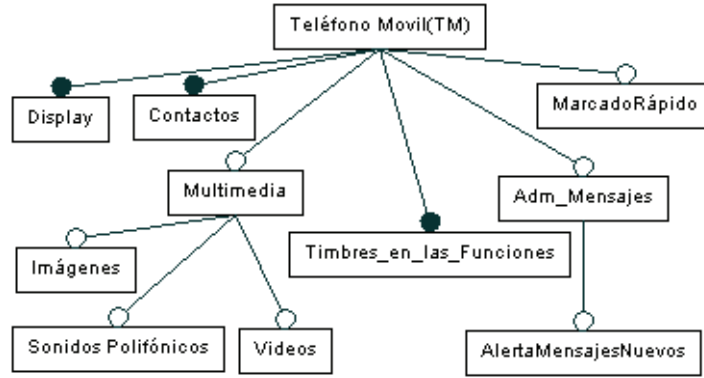 Teléfono Movil(TM)
Display
Contactos
MarcadoRápido
Multimedia
Adm_Mensajes
Timbres_en_las_Funciones
Imágenes
Sonidos Polifónicos
Videos
AlertaMensajesNuevos